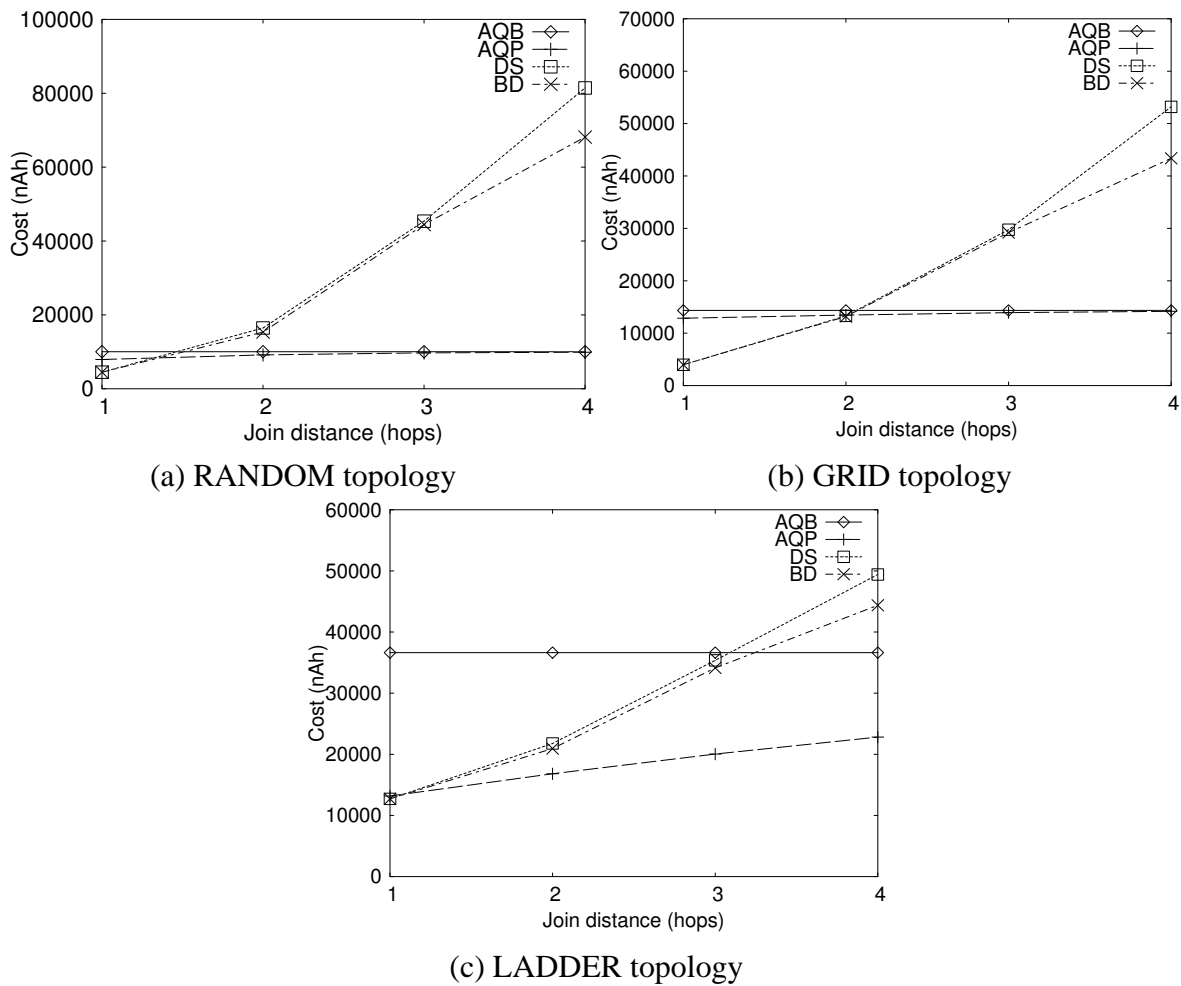 100000
80000
60000
40000
20000
0
Cost (nAh)
AQB
AQP
DS
BD
1 2 3 4
Join distance (hops)
(a) RANDOM topology
70000
60000
50000
40000
30000
20000
10000
0
Cost (nAh)
AQB
AQP
DS
BD
1 2 3 4
Join distance (hops)
(b) GRID topology
60000
50000
40000
30000
20000
10000
0
Cost (nAh)
AQB
AQP
DS
BD
1 2 3 4
Join distance (hops)
(c) LADDER topology